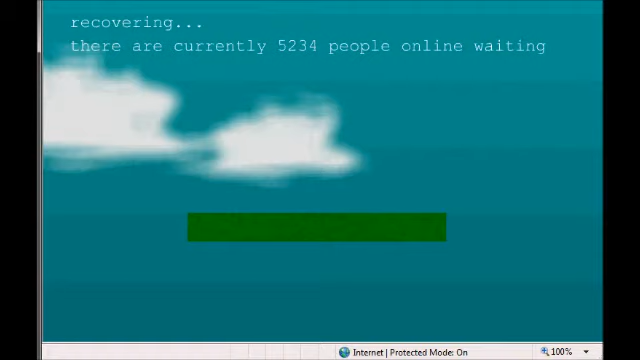 recovering...
there are currently 5234 people online waiting
Internet | Protected Mode: On
100%